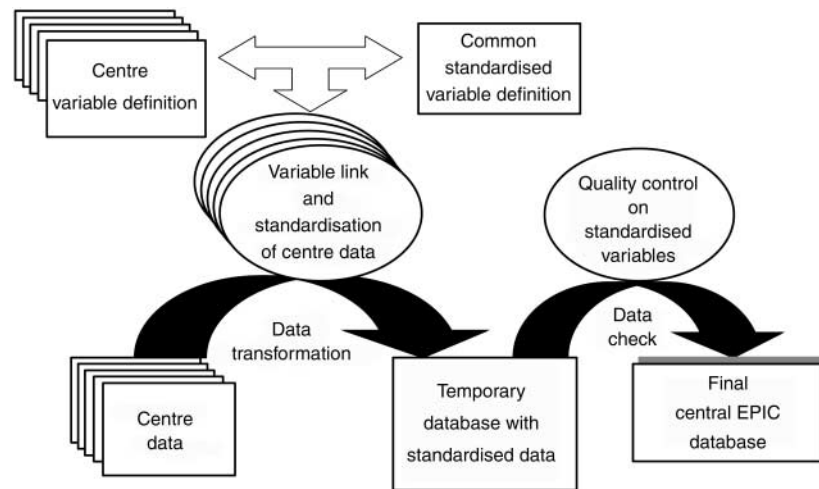 Centre
variable definition
Common
standardised
variable definition
Variable link
and
standardisation
of centre data
Quality control
on
standardised
variables
Data
transformation
Data
check
Centre
data
Temporary
database with
standardised data
Final
central EPIC
database